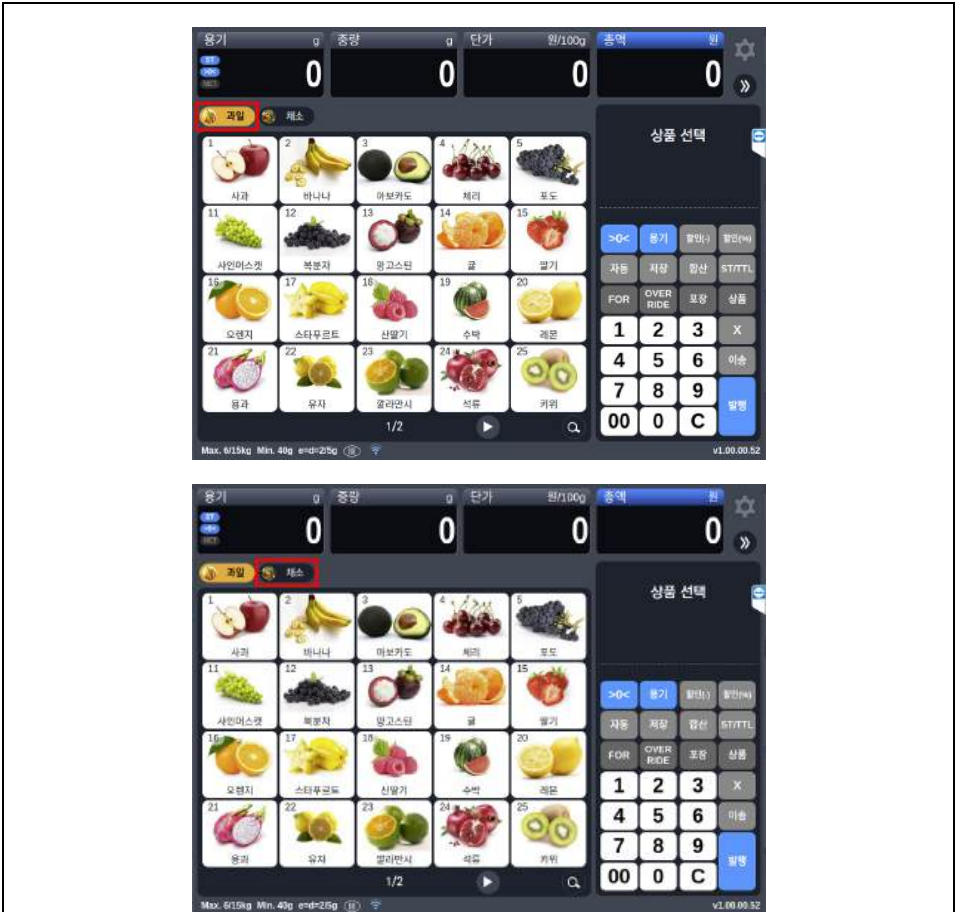 용기 g 중량 g 단가 원/100g 총액 원
ST
>0<
NET
0 0 0 0
»
과일 채소
상품 선택
1 2 3 4 5
사과 바나나 아보카도 체리 포도
11 12 13 14 15
샤인머스켓 복분자 망고스틴 귤 딸기
16 17 18 19 20
오렌지 스타푸르트 산딸기 수박 레몬
21 22 23 24 25
용과 유자 깔라만시 석류 키위
1/2
>0< 용기 할인(-) 할인(%)
자동 저장 합산 ST/TTL
FOR OVER RIDE 포장 상품
1 2 3 X
4 5 6 이송
7 8 9
발행
00 0 C
Max. 6/15kg Min. 40g e=d=2/5g
v1.00.00.52
용기 g 중량 g 단가 원/100g 총액 원
ST
>0<
NET
0 0 0 0
»
과일 채소
상품 선택
1 2 3 4 5
사과 바나나 아보카도 체리 포도
11 12 13 14 15
샤인머스켓 복분자 망고스틴 귤 딸기
16 17 18 19 20
오렌지 스타푸르트 산딸기 수박 레몬
21 22 23 24 25
용과 유자 깔라만시 석류 키위
1/2
>0< 용기 할인(-) 할인(%)
자동 저장 합산 ST/TTL
FOR OVER RIDE 포장 상품
1 2 3 X
4 5 6 이송
7 8 9
발행
00 0 C
Max. 6/15kg Min. 40g e=d=2/5g
v1.00.00.52